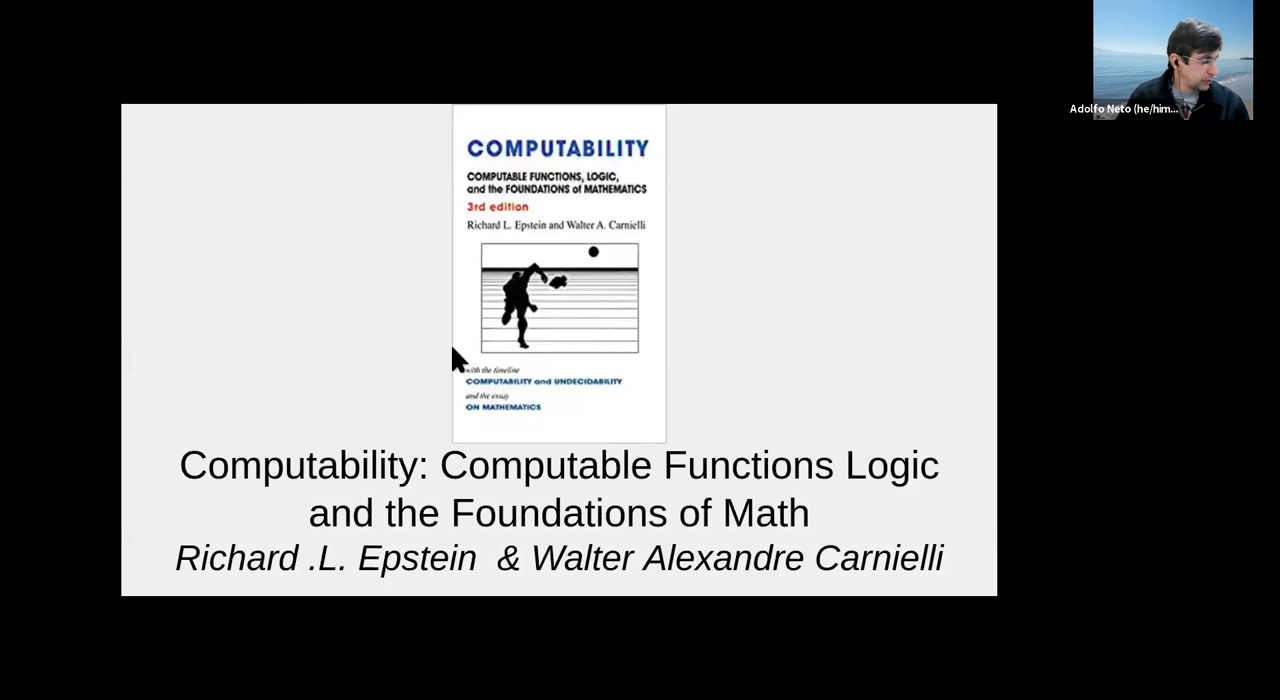 COMPUTABILITY
COMPUTABLE FUNCTIONS, LOGIC,
and the FOUNDATIONS of MATHEMATICS
3rd edition
Richard L. Epstein and Walter A. Carnielli
with the timeline
COMPUTABILITY and UNDECIDABILITY
and the essay
ON MATHEMATICS
Computability: Computable Functions Logic
and the Foundations of Math
Richard .L. Epstein & Walter Alexandre Carnielli
Adolfo Neto (he/him...